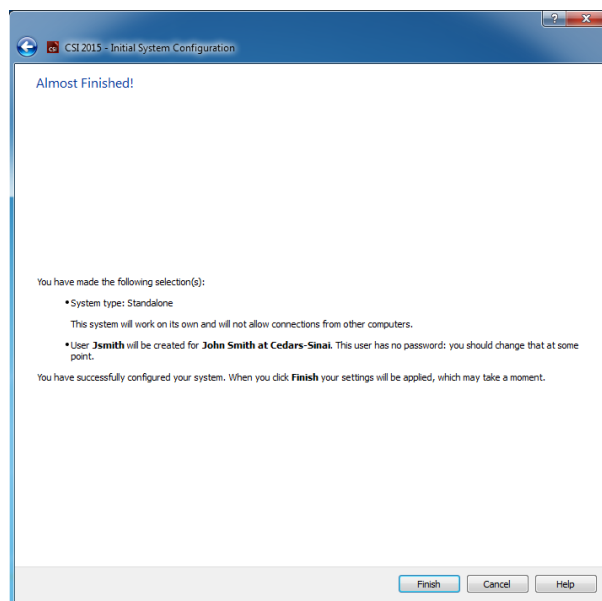 CSI 2015 - Initial System Configuration
Almost Finished!
You have made the following selection(s):
• System type: Standalone
This system will work on its own and will not allow connections from other computers.
• User Jsmith will be created for John Smith at Cedars-Sinai. This user has no password: you should change that at some
point.
You have successfully configured your system. When you click Finish your settings will be applied, which may take a moment.
Finish Cancel Help